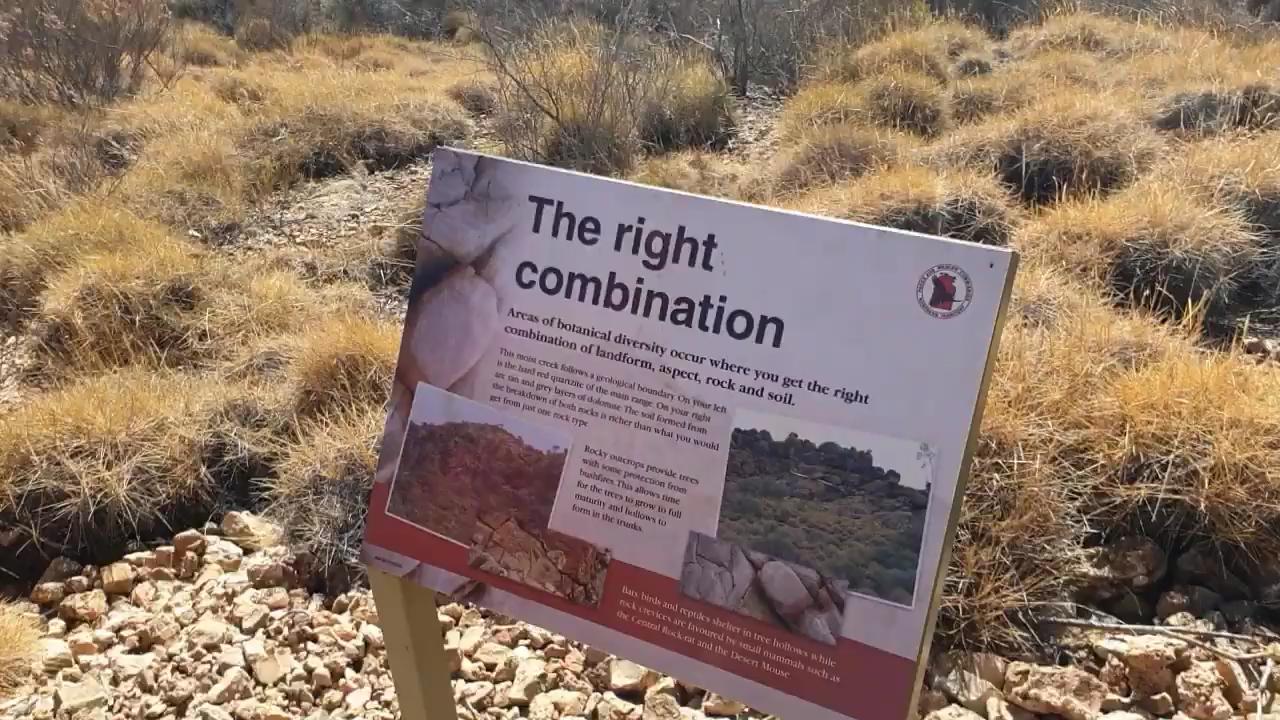 The right
combination
Areas of botanical diversity occur where you get the right
combination of landform, aspect, rock and soil.
This moist creek follows a geological boundary. On your left
is the hard red quartzite of the main range. On your right
are tan and grey layers of dolomite. The soil formed from
the breakdown of both rocks is richer than what you would
get from just one rock type.
Rocky outcrops provide trees
with some protection from
bushfires. This allows time
for the trees to grow to full
maturity and hollows to
form in the trunks.
Bats, birds and reptiles shelter in tree hollows while
rock crevices are favoured by small mammals such as
the Central Rock-rat and the Desert Mouse